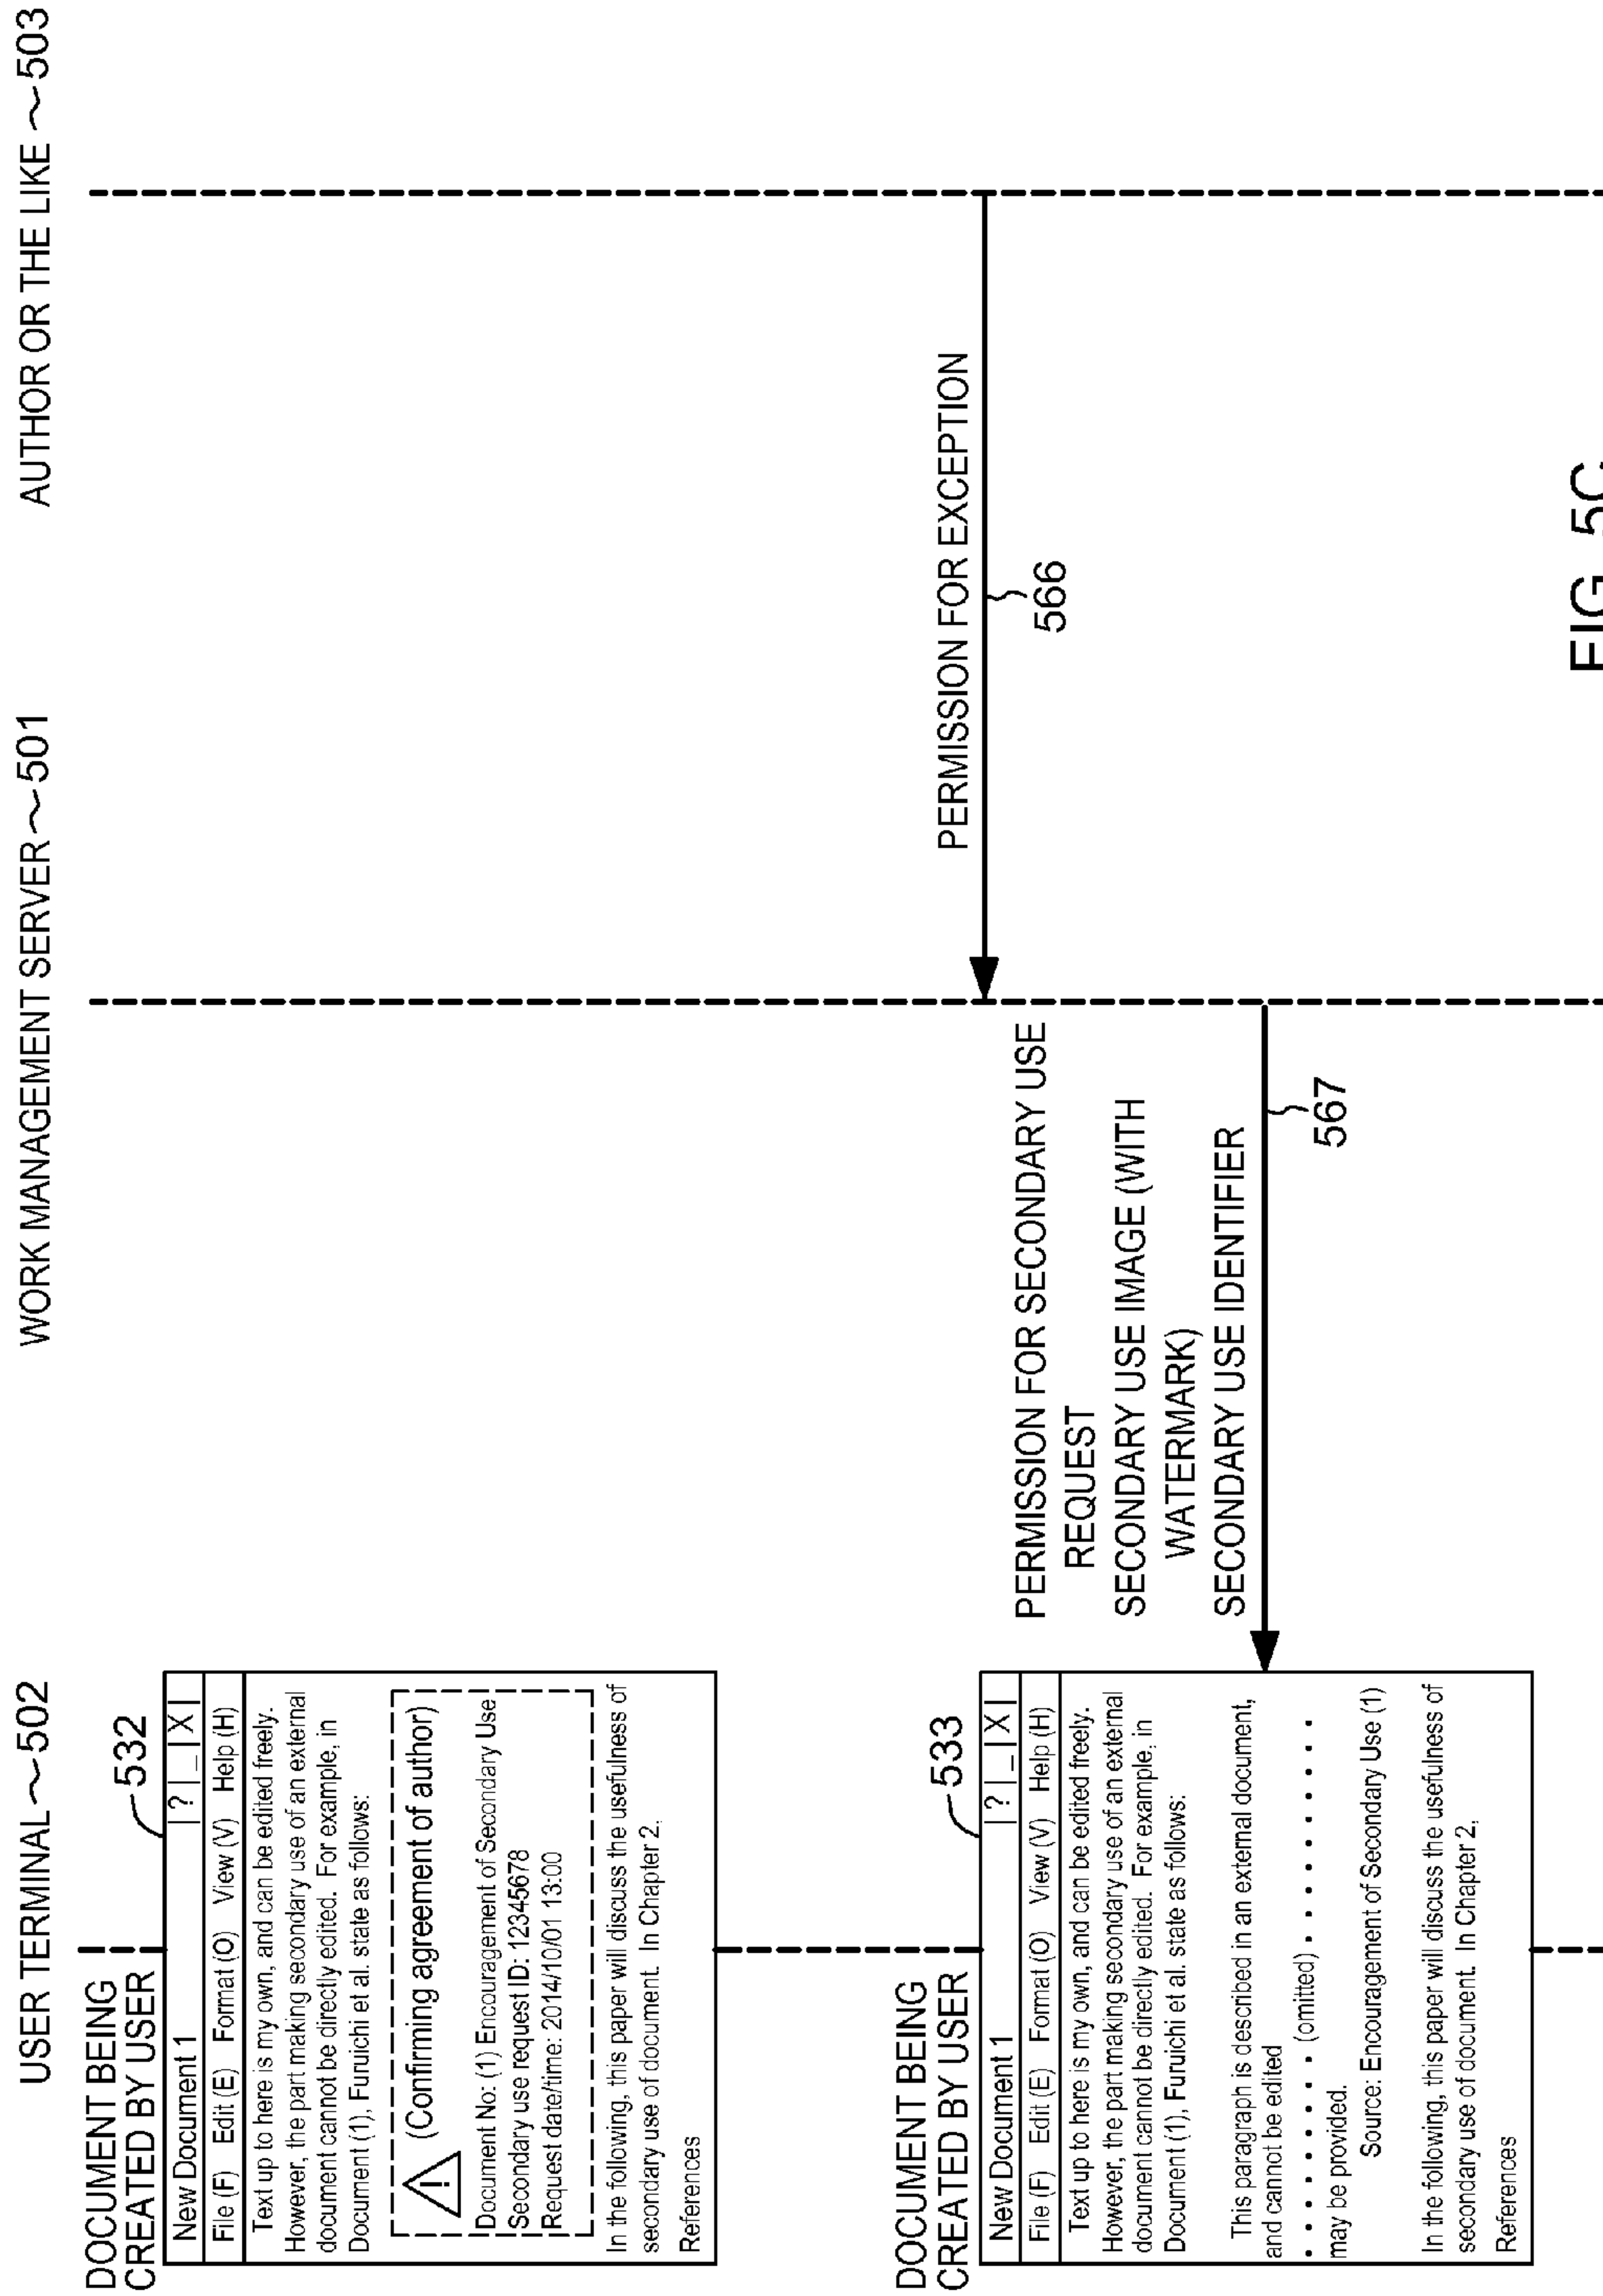 USER TERMINAL ~502
WORK MANAGEMENT SERVER ~501
AUTHOR OR THE LIKE ~503
DOCUMENT BEING
CREATED BY USER
532
New Document 1 | ? | _ | X |
File (F) Edit (E) Format (O) View (V) Help (H)
Text up to here is my own, and can be edited freely.
However, the part making secondary use of an external
document cannot be directly edited. For example, in
Document (1), Furuichi et al. state as follows:
(Confirming agreement of author)
Document No: (1) Encouragement of Secondary Use
Secondary use request ID: 12345678
Request date/time: 2014/10/01 13:00
In the following, this paper will discuss the usefulness of
secondary use of document. In Chapter 2,
References
PERMISSION FOR EXCEPTION
566
DOCUMENT BEING
CREATED BY USER
533
New Document 1 | ? | _ | X |
File (F) Edit (E) Format (O) View (V) Help (H)
Text up to here is my own, and can be edited freely.
However, the part making secondary use of an external
document cannot be directly edited. For example, in
Document (1), Furuichi et al. state as follows:
This paragraph is described in an external document,
and cannot be edited
. . . . . . . . . . . (omitted) . . . . . . . . . . . . . .
may be provided.
Source: Encouragement of Secondary Use (1)
In the following, this paper will discuss the usefulness of
secondary use of document. In Chapter 2,
References
PERMISSION FOR SECONDARY USE
REQUEST
SECONDARY USE IMAGE (WITH
WATERMARK)
SECONDARY USE IDENTIFIER
567
FIG. 5C